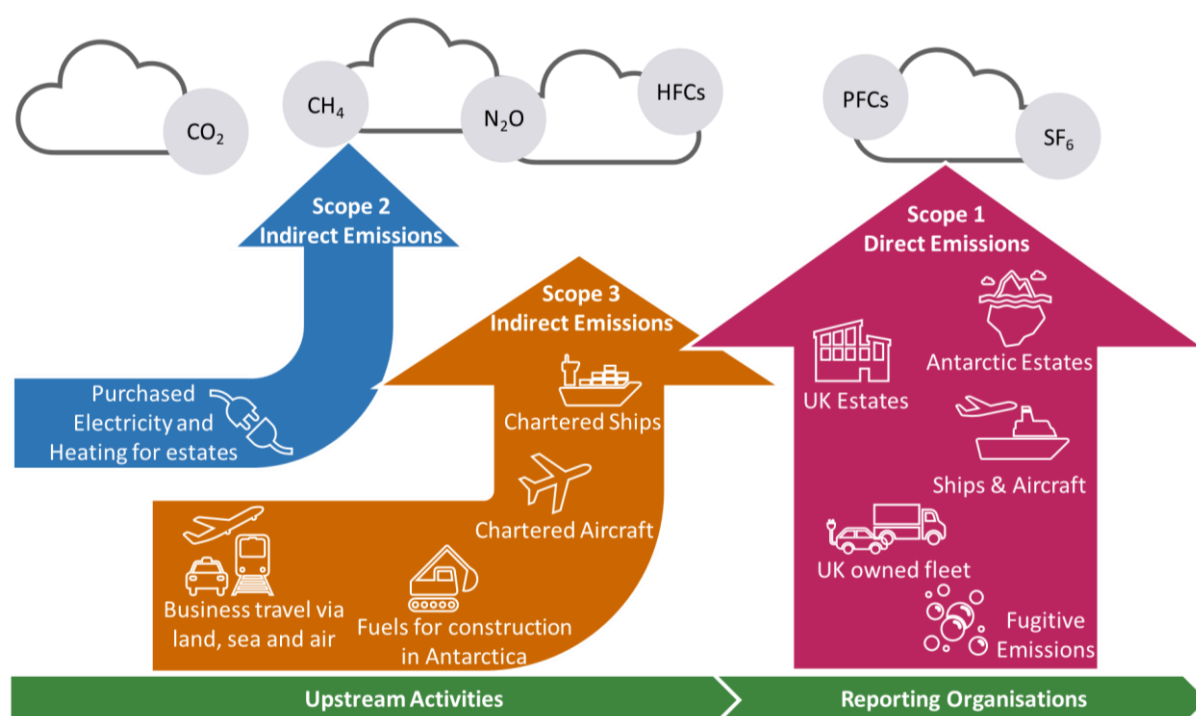 CO₂
CH₄
N₂O
HFCs
PFCs
SF₆
Scope 2
Indirect Emissions
Purchased
Electricity and
Heating for estates
Scope 3
Indirect Emissions
Chartered Ships
Chartered Aircraft
Business travel via
land, sea and air
Fuels for construction
in Antarctica
Scope 1
Direct Emissions
Antarctic Estates
UK Estates
Ships & Aircraft
UK owned fleet
Fugitive
Emissions
Upstream Activities
Reporting Organisations